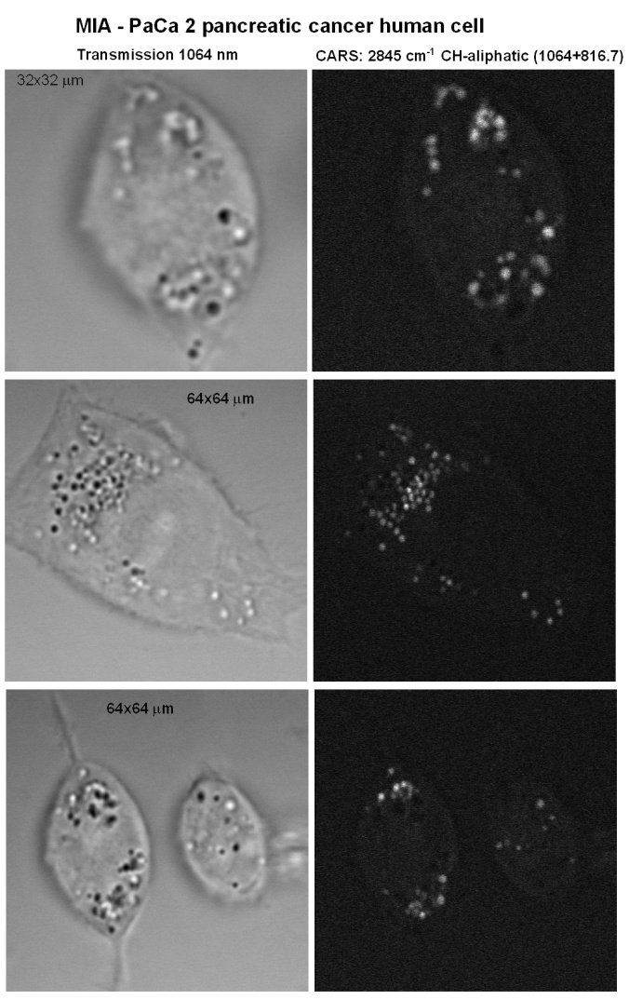 MIA - PaCa 2 pancreatic cancer human cell
Transmission 1064 nm
CARS: 2845 cm⁻¹ CH-aliphatic (1064+816.7)
32x32 μm
64x64 μm
64x64 μm